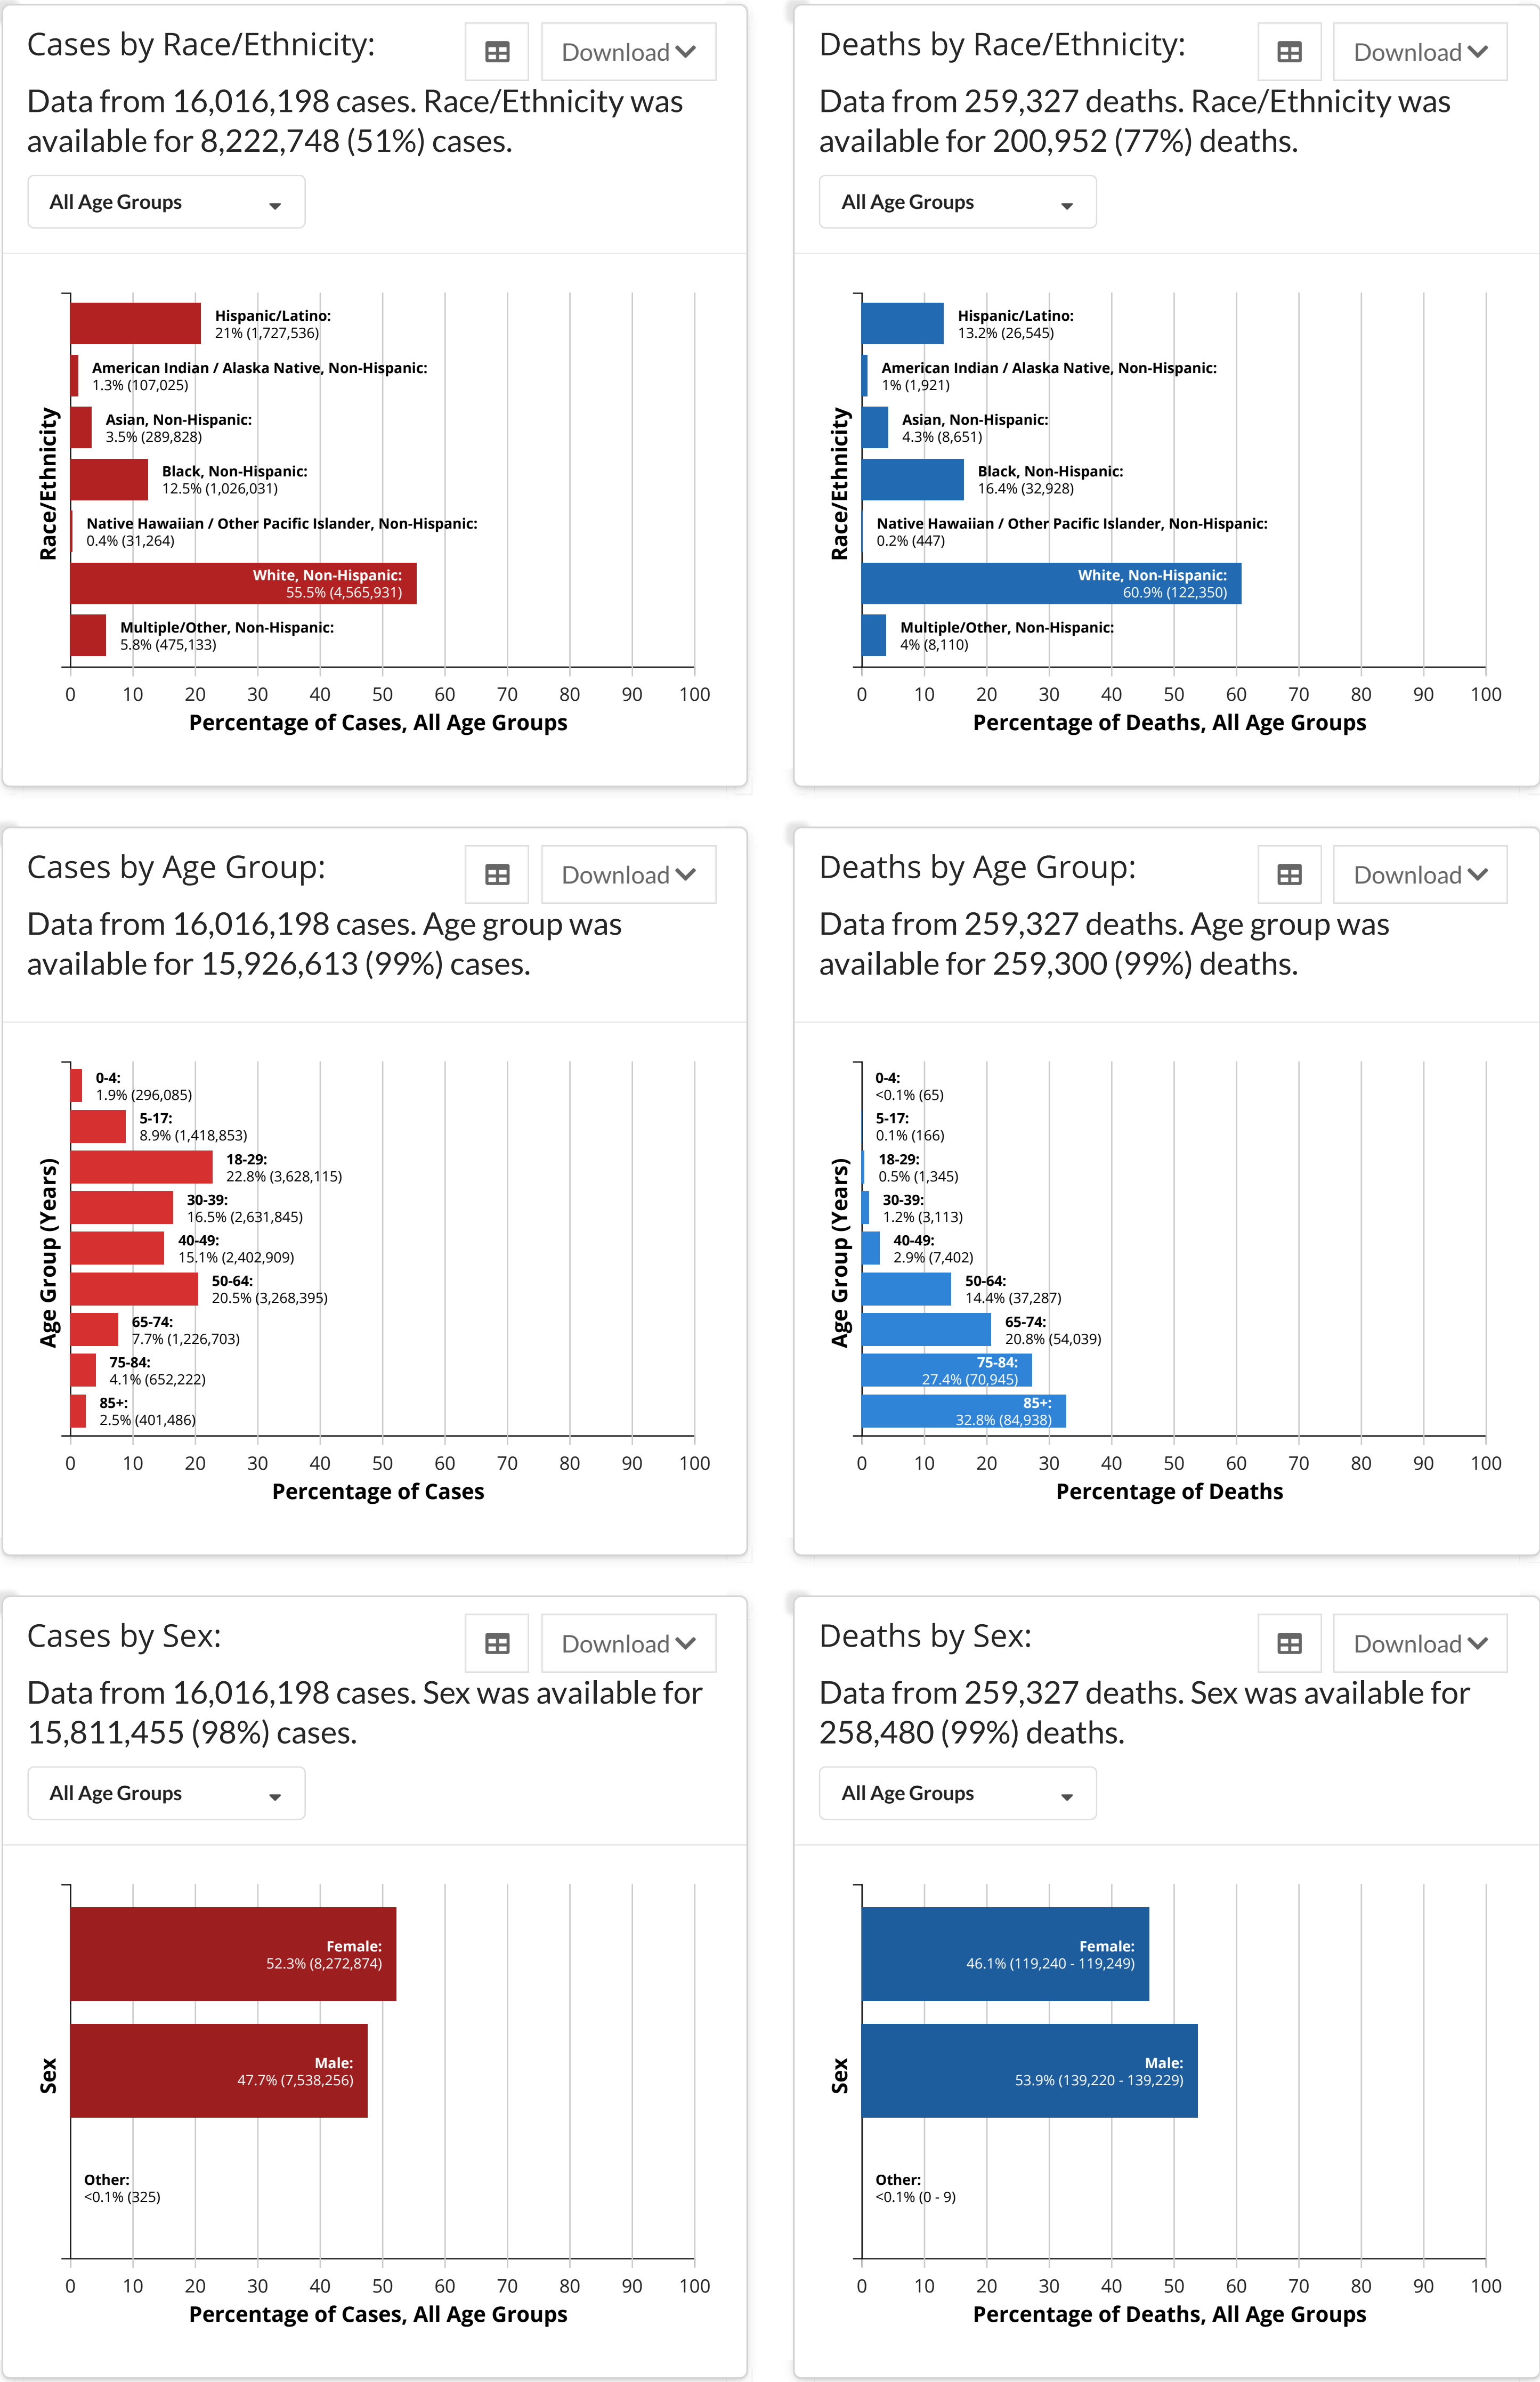 Cases by Race/Ethnicity:
Download
Data from 16,016,198 cases. Race/Ethnicity was
available for 8,222,748 (51%) cases.
All Age Groups
Race/Ethnicity
Hispanic/Latino:
21% (1,727,536)
American Indian / Alaska Native, Non-Hispanic:
1.3% (107,025)
Asian, Non-Hispanic:
3.5% (289,828)
Black, Non-Hispanic:
12.5% (1,026,031)
Native Hawaiian / Other Pacific Islander, Non-Hispanic:
0.4% (31,264)
White, Non-Hispanic:
55.5% (4,565,931)
Multiple/Other, Non-Hispanic:
5.8% (475,133)
0 10 20 30 40 50 60 70 80 90 100
Percentage of Cases, All Age Groups
Deaths by Race/Ethnicity:
Download
Data from 259,327 deaths. Race/Ethnicity was
available for 200,952 (77%) deaths.
All Age Groups
Race/Ethnicity
Hispanic/Latino:
13.2% (26,545)
American Indian / Alaska Native, Non-Hispanic:
1% (1,921)
Asian, Non-Hispanic:
4.3% (8,651)
Black, Non-Hispanic:
16.4% (32,928)
Native Hawaiian / Other Pacific Islander, Non-Hispanic:
0.2% (447)
White, Non-Hispanic:
60.9% (122,350)
Multiple/Other, Non-Hispanic:
4% (8,110)
0 10 20 30 40 50 60 70 80 90 100
Percentage of Deaths, All Age Groups
Cases by Age Group:
Download
Data from 16,016,198 cases. Age group was
available for 15,926,613 (99%) cases.
Age Group (Years)
0-4:
1.9% (296,085)
5-17:
8.9% (1,418,853)
18-29:
22.8% (3,628,115)
30-39:
16.5% (2,631,845)
40-49:
15.1% (2,402,909)
50-64:
20.5% (3,268,395)
65-74:
7.7% (1,226,703)
75-84:
4.1% (652,222)
85+:
2.5% (401,486)
0 10 20 30 40 50 60 70 80 90 100
Percentage of Cases
Deaths by Age Group:
Download
Data from 259,327 deaths. Age group was
available for 259,300 (99%) deaths.
Age Group (Years)
0-4:
<0.1% (65)
5-17:
0.1% (166)
18-29:
0.5% (1,345)
30-39:
1.2% (3,113)
40-49:
2.9% (7,402)
50-64:
14.4% (37,287)
65-74:
20.8% (54,039)
75-84:
27.4% (70,945)
85+:
32.8% (84,938)
0 10 20 30 40 50 60 70 80 90 100
Percentage of Deaths
Cases by Sex:
Download
Data from 16,016,198 cases. Sex was available for
15,811,455 (98%) cases.
All Age Groups
Sex
Female:
52.3% (8,272,874)
Male:
47.7% (7,538,256)
Other:
<0.1% (325)
0 10 20 30 40 50 60 70 80 90 100
Percentage of Cases, All Age Groups
Deaths by Sex:
Download
Data from 259,327 deaths. Sex was available for
258,480 (99%) deaths.
All Age Groups
Sex
Female:
46.1% (119,240 - 119,249)
Male:
53.9% (139,220 - 139,229)
Other:
<0.1% (0 - 9)
0 10 20 30 40 50 60 70 80 90 100
Percentage of Deaths, All Age Groups